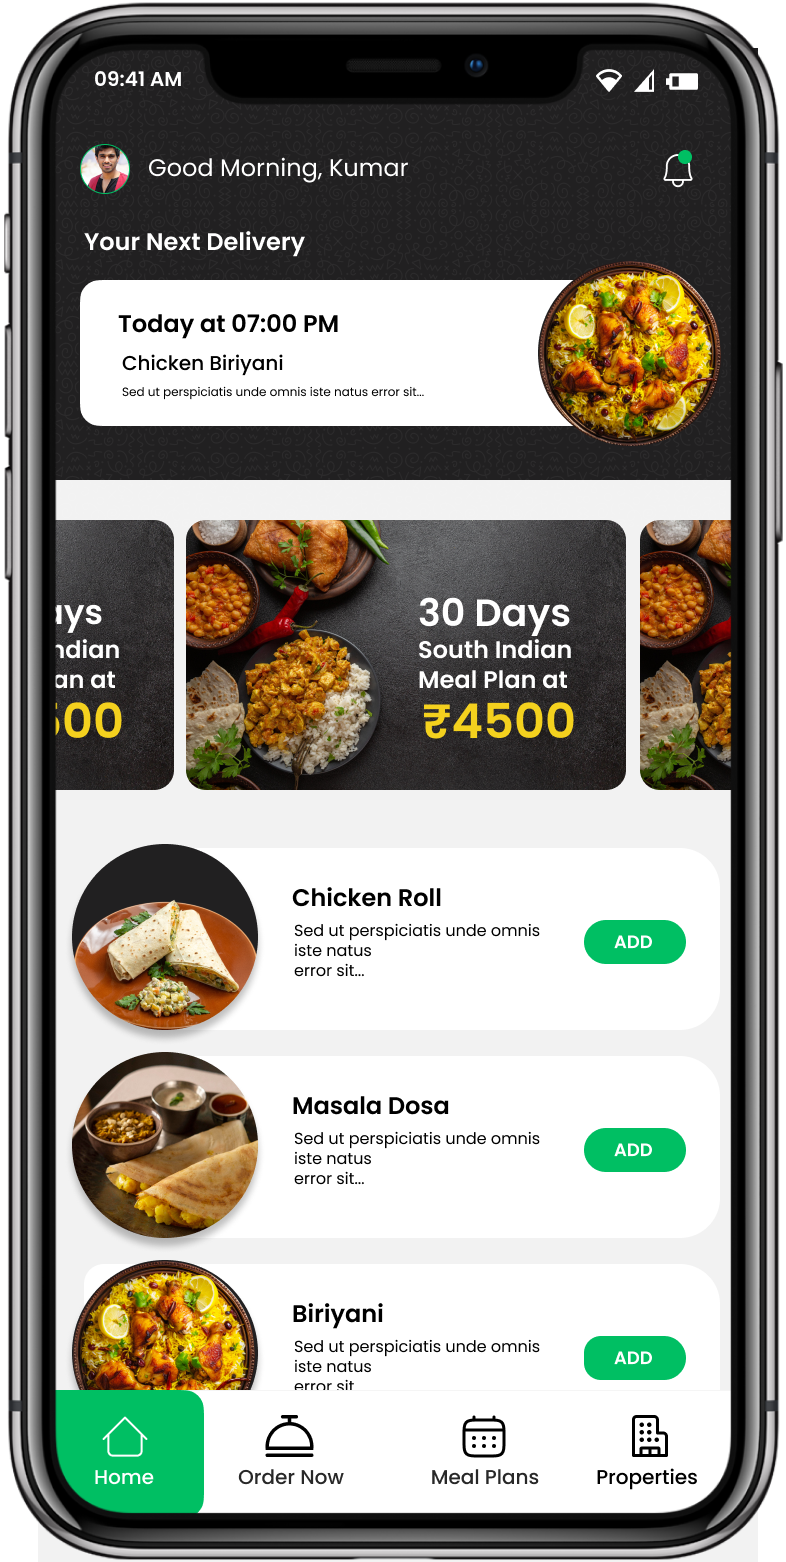 09:41 AM
Good Morning, Kumar
Your Next Delivery
Today at 07:00 PM
Chicken Biriyani
Sed ut perspiciatis unde omnis iste natus error sit...
ays
ndian
an at
500
30 Days
South Indian
Meal Plan at
₹4500
Chicken Roll
Sed ut perspiciatis unde omnis
iste natus
error sit...
ADD
Masala Dosa
Sed ut perspiciatis unde omnis
iste natus
error sit...
ADD
Biriyani
Sed ut perspiciatis unde omnis
iste natus
error sit
ADD
Home
Order Now
Meal Plans
Properties